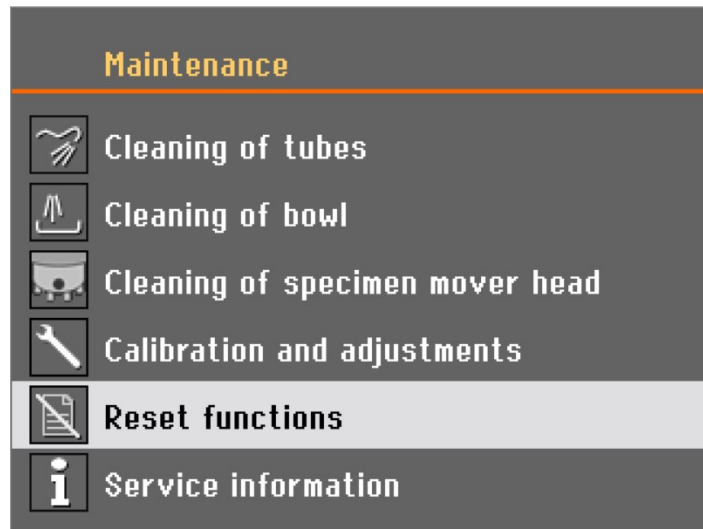 Maintenance
Cleaning of tubes
Cleaning of bowl
Cleaning of specimen mover head
Calibration and adjustments
Reset functions
Service information